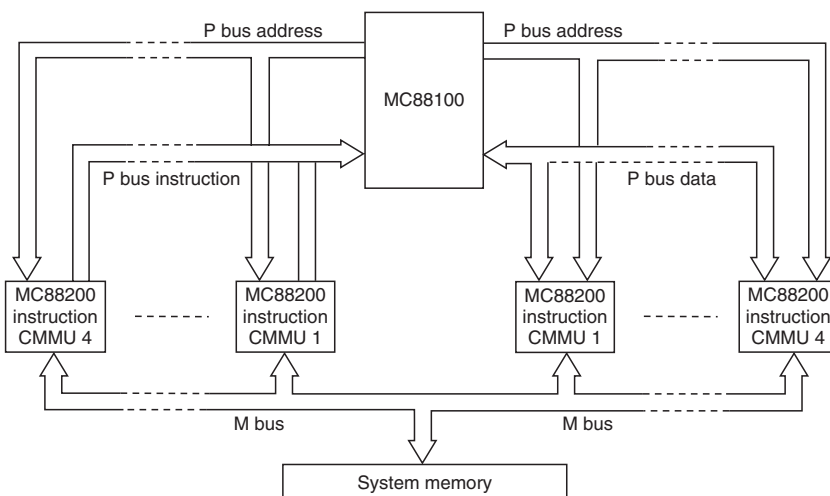 P bus address
P bus address
MC88100
P bus instruction
P bus data
MC88200
instruction
CMMU 4
MC88200
instruction
CMMU 1
MC88200
instruction
CMMU 1
MC88200
instruction
CMMU 4
M bus
M bus
System memory